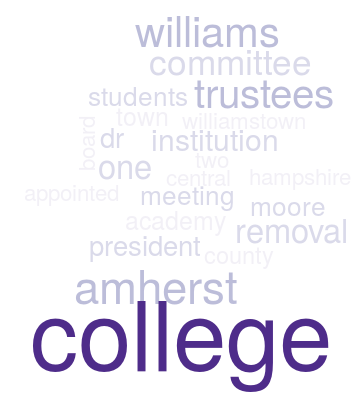 williams
committee
students trustees
town williamstown
board
dr institution
two
one
central hampshire
appointed meeting
moore
academy
removal
president
county
amherst
college